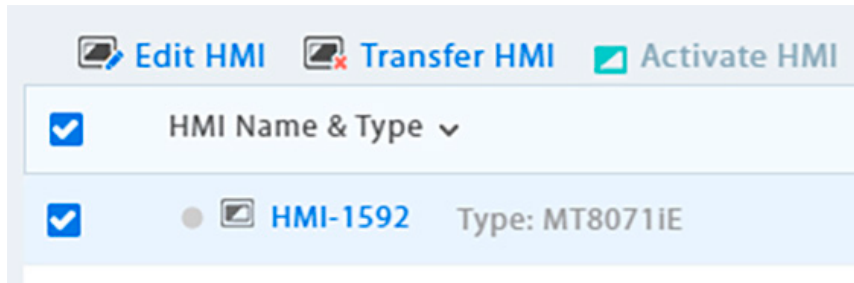 Edit HMI Transfer HMI Activate HMI
HMI Name & Type
HMI-1592 Type: MT8071iE